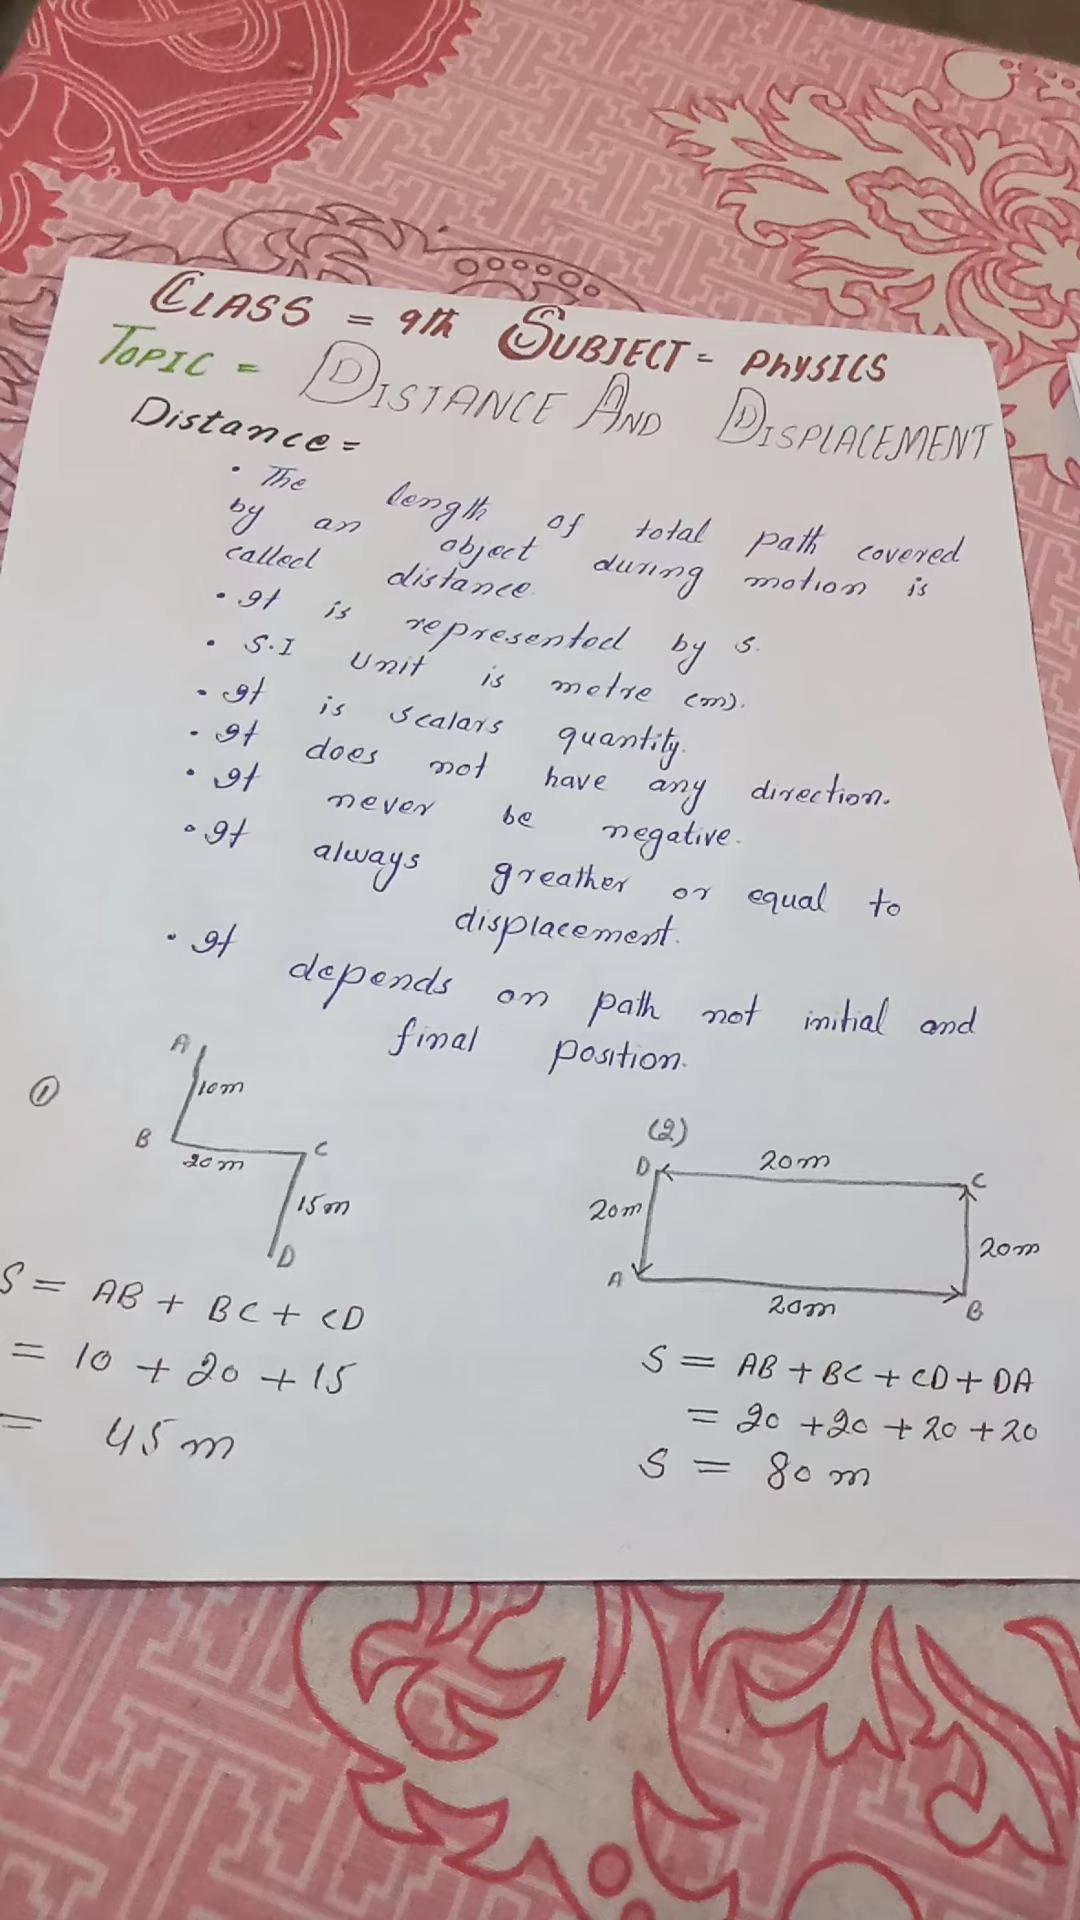 CLASS = 9th SUBJECT = PhySICS
TOPIC = DISTANCE AND DISPLACEMENT
Distance =
• The length of total path covered
by an object during motion is
called distance.
• It is represented by s.
• S.I Unit is metre (m).
• It is scalars quantity.
• It does not have any direction.
• It never be negative.
• It always greather or equal to
displacement.
• It depends on path not initial and
final position.
①
A
10m
B
20m
C
15m
D
S = AB + BC + CD
= 10 + 20 + 15
= 45 m
(2)
D 20m C
20m
20m
A 20m B
S = AB + BC + CD + DA
= 20 + 20 + 20 + 20
S = 80 m